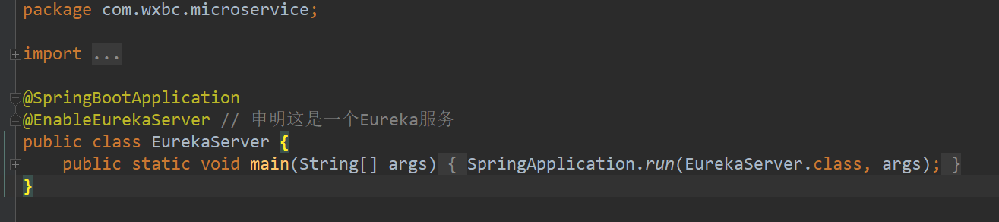 package com.wxbc.microservice;
import ...
@SpringBootApplication
@EnableEurekaServer // 申明这是一个Eureka服务
public class EurekaServer {
    public static void main(String[] args) { SpringApplication.run(EurekaServer.class, args); }
}